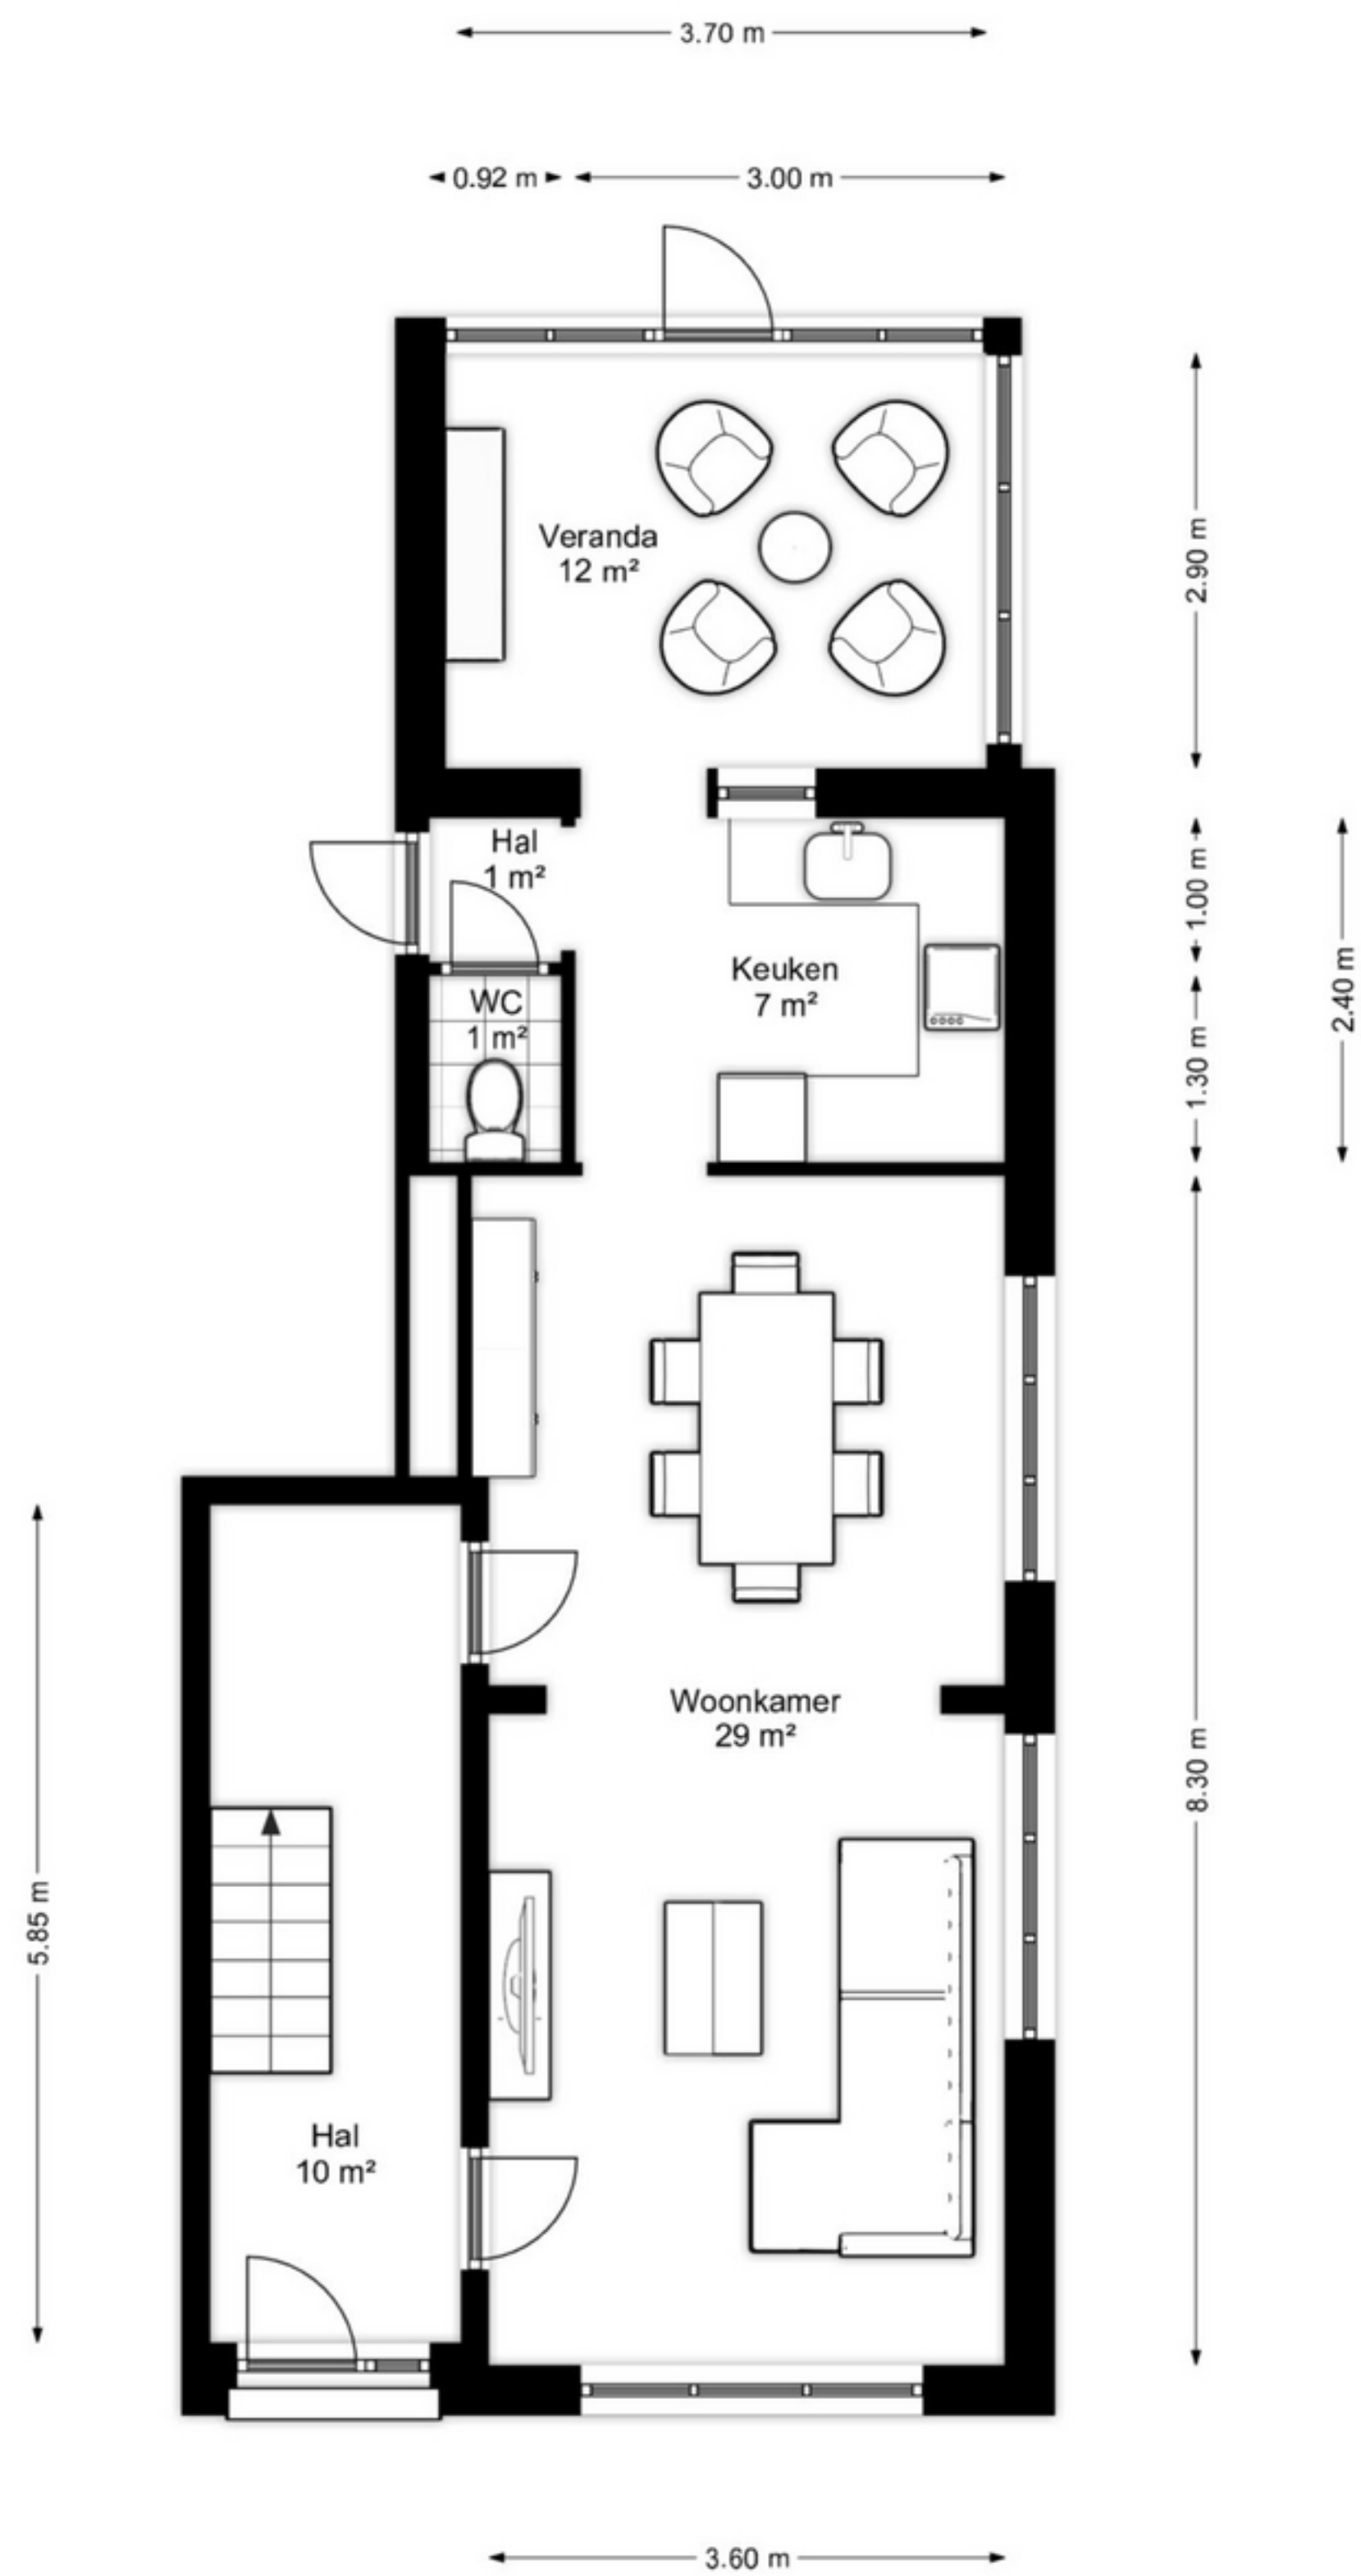 3.70 m
0.92 m
3.00 m
Veranda
12 m²
2.90 m
Hal
1 m²
1.00 m
Keuken
7 m²
2.40 m
WC
1 m²
1.30 m
Woonkamer
29 m²
8.30 m
5.85 m
Hal
10 m²
3.60 m